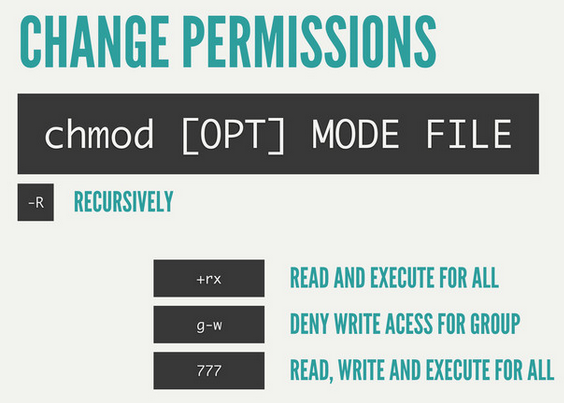 CHANGE PERMISSIONS
chmod [OPT] MODE FILE
-R RECURSIVELY
+rx READ AND EXECUTE FOR ALL
g-w DENY WRITE ACESS FOR GROUP
777 READ, WRITE AND EXECUTE FOR ALL